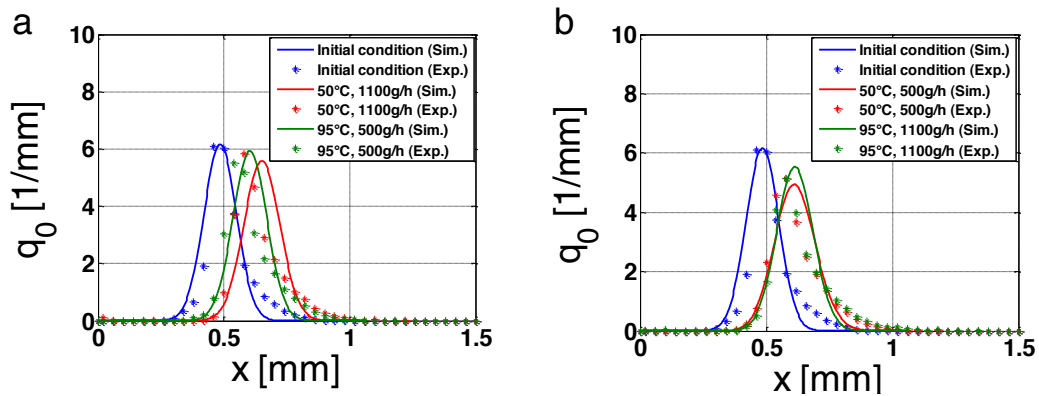 a
10
8
6
4
2
0
q0 [1/mm]
0
0.5
1
1.5
x [mm]
Initial condition (Sim.)
Initial condition (Exp.)
50°C, 1100g/h (Sim.)
50°C, 1100g/h (Exp.)
95°C, 500g/h (Sim.)
95°C, 500g/h (Exp.)
b
10
8
6
4
2
0
q0 [1/mm]
0
0.5
1
1.5
x [mm]
Initial condition (Sim.)
Initial condition (Exp.)
50°C, 500g/h (Sim.)
50°C, 500g/h (Exp.)
95°C, 1100g/h (Sim.)
95°C, 1100g/h (Exp.)